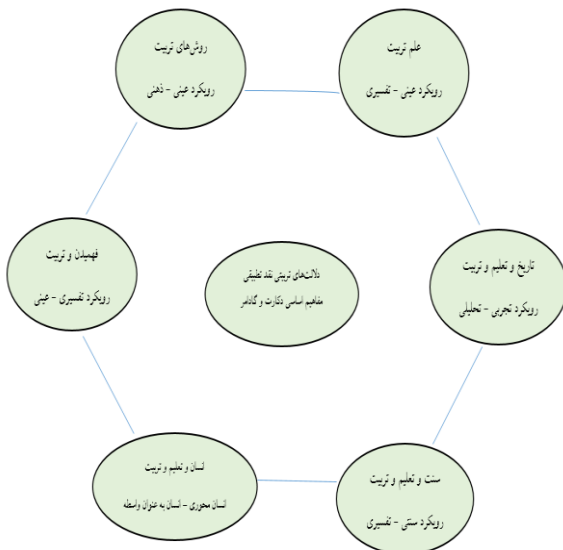 علم تربیت
رویکرد عینی - تفسیری
روش‌های تربیت
رویکرد عینی - ذهنی
تاریخ و تعلیم و تربیت
رویکرد تجربی - تحلیلی
دلالت‌های تربیتی نقد تطبیقی
مفاهیم اساسی دکارت و گادامر
فهمیدن و تربیت
رویکرد تفسیری - عینی
سنت و تعلیم و تربیت
رویکرد سنتی - تفسیری
انسان و تعلیم و تربیت
انسان محوری - انسان به عنوان واسطه